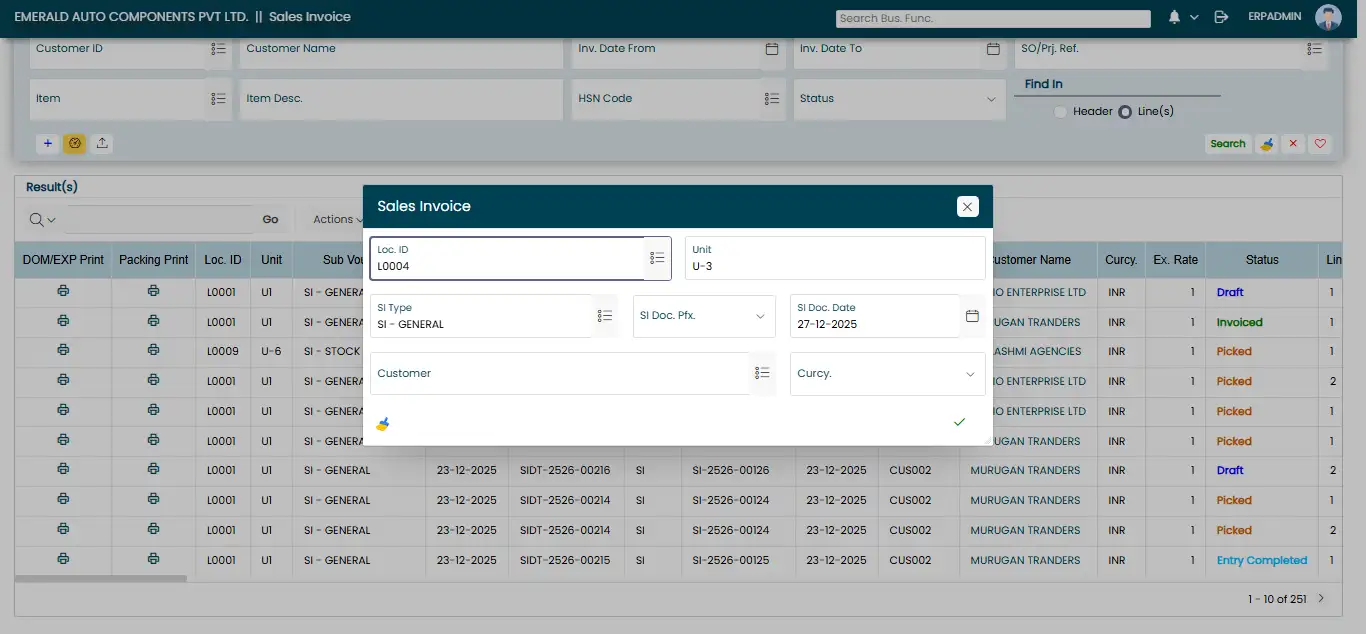 EMERALD AUTO COMPONENTS PVT LTD. || Sales Invoice
Search Bus. Func.
ERPADMIN
Customer ID
Customer Name
Inv. Date From
Inv. Date To
SO/Prj. Ref.
Item
Item Desc.
HSN Code
Status
Find In
Header
Line(s)
+
Search
Result(s)
Go
Actions
Sales Invoice
Loc. ID
L0004
Unit
U-3
SI Type
SI - GENERAL
SI Doc. Pfx.
SI Doc. Date
27-12-2025
Customer
Curcy.
DOM/EXP Print Packing Print Loc. ID Unit Sub Vou ustomer Name Curcy. Ex. Rate Status Lin
L0001 U1 SI - GENERA IO ENTERPRISE LTD INR 1 Draft 1
L0001 U1 SI - GENERA UGAN TRANDERS INR 1 Invoiced 1
L0009 U-6 SI - STOCK ASHMI AGENCIES INR 1 Picked 1
L0001 U1 SI - GENERA IO ENTERPRISE LTD INR 1 Picked 2
L0001 U1 SI - GENERA IO ENTERPRISE LTD INR 1 Picked 1
L0001 U1 SI - GENERA UGAN TRANDERS INR 1 Picked 1
L0001 U1 SI - GENERAL 23-12-2025 SIDT-2526-00216 SI SI-2526-00126 23-12-2025 CUS002 MURUGAN TRANDERS INR 1 Draft 2
L0001 U1 SI - GENERAL 23-12-2025 SIDT-2526-00214 SI SI-2526-00124 23-12-2025 CUS002 MURUGAN TRANDERS INR 1 Picked 1
L0001 U1 SI - GENERAL 23-12-2025 SIDT-2526-00214 SI SI-2526-00124 23-12-2025 CUS002 MURUGAN TRANDERS INR 1 Picked 2
L0001 U1 SI - GENERAL 23-12-2025 SIDT-2526-00215 SI SI-2526-00125 23-12-2025 CUS002 MURUGAN TRANDERS INR 1 Entry Completed 1
1 - 10 of 251